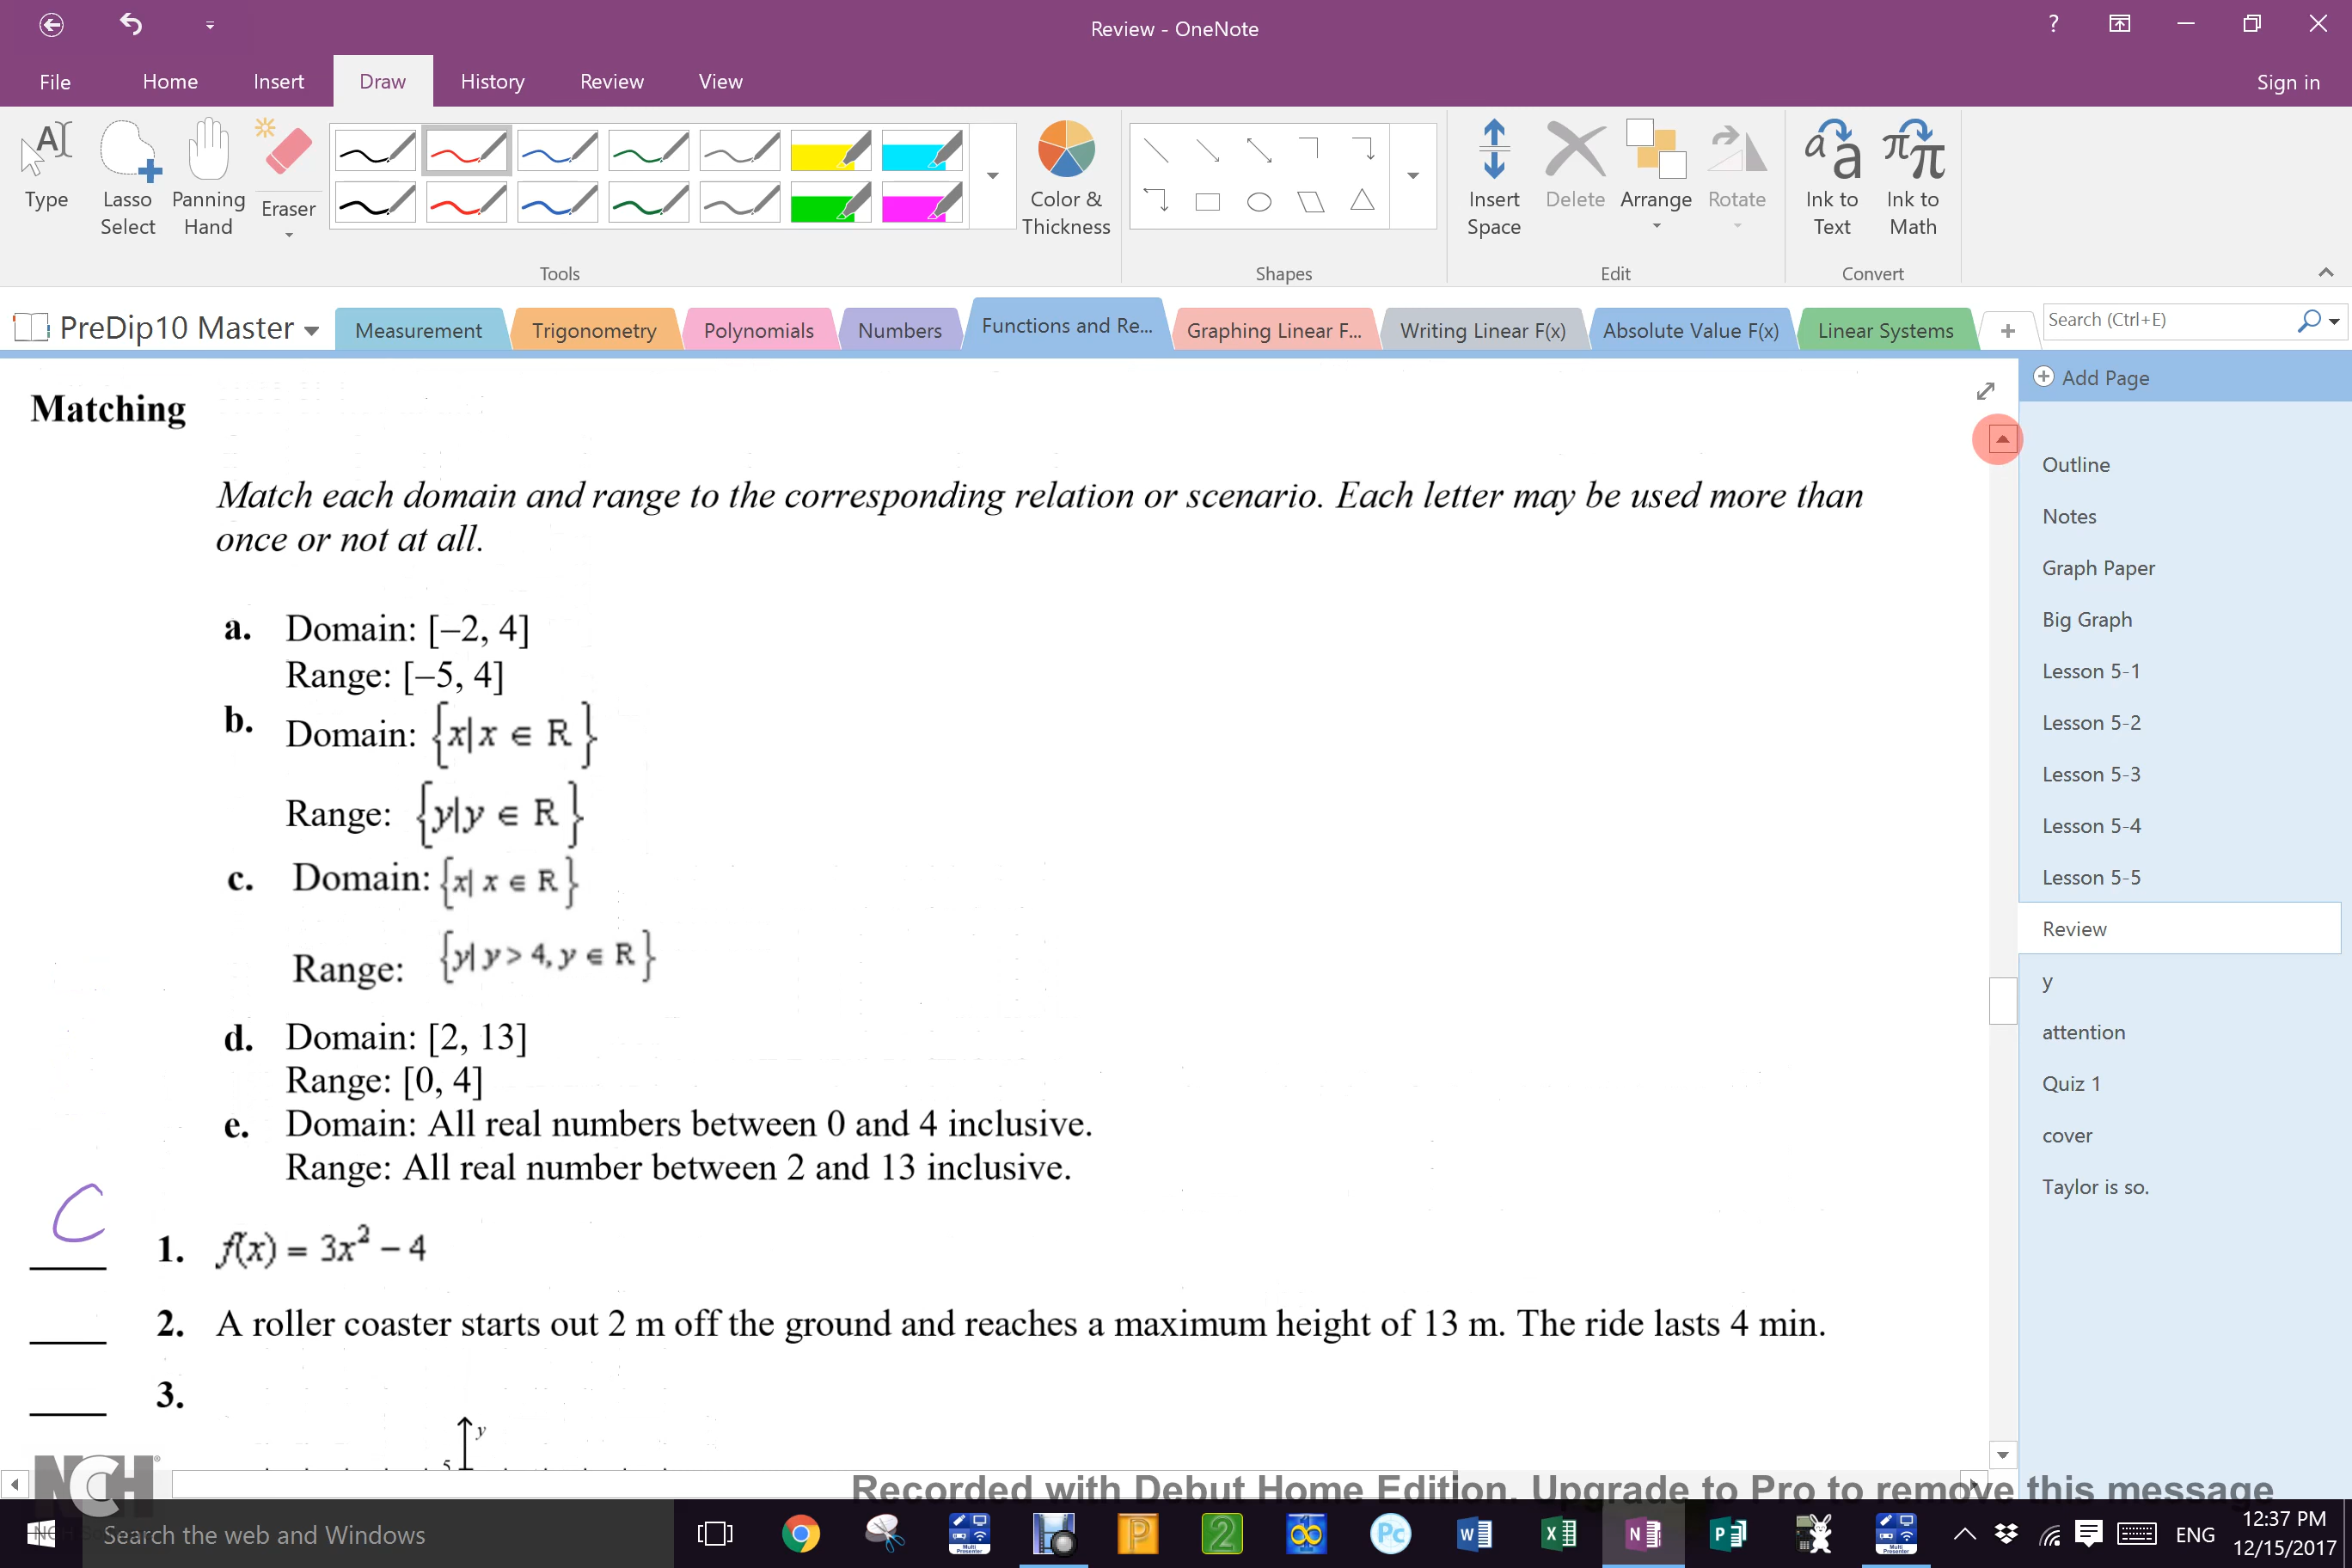 Review - OneNote
?
File Home Insert Draw History Review View Sign in
Type
Lasso Select
Panning Hand
Eraser
Color & Thickness
Insert Space
Delete
Arrange
Rotate
Ink to Text
Ink to Math
Tools Shapes Edit Convert
PreDip10 Master Measurement Trigonometry Polynomials Numbers Functions and Re... Graphing Linear F... Writing Linear F(x) Absolute Value F(x) Linear Systems + Search (Ctrl+E)
Add Page
Outline
Notes
Graph Paper
Big Graph
Lesson 5-1
Lesson 5-2
Lesson 5-3
Lesson 5-4
Lesson 5-5
Review
y
attention
Quiz 1
cover
Taylor is so.
Matching
Match each domain and range to the corresponding relation or scenario. Each letter may be used more than
once or not at all.
a. Domain: [–2, 4]
Range: [–5, 4]
b. Domain: {x|x ∈ R}
Range: {y|y ∈ R}
c. Domain: {x| x ∈ R}
Range: {y| y > 4, y ∈ R}
d. Domain: [2, 13]
Range: [0, 4]
e. Domain: All real numbers between 0 and 4 inclusive.
Range: All real number between 2 and 13 inclusive.
C
1. f(x) = 3x² – 4
2. A roller coaster starts out 2 m off the ground and reaches a maximum height of 13 m. The ride lasts 4 min.
3.
y
5
NCH
Recorded with Debut Home Edition. Upgrade to Pro to remove this message
Search the web and Windows
ENG
12:37 PM
12/15/2017